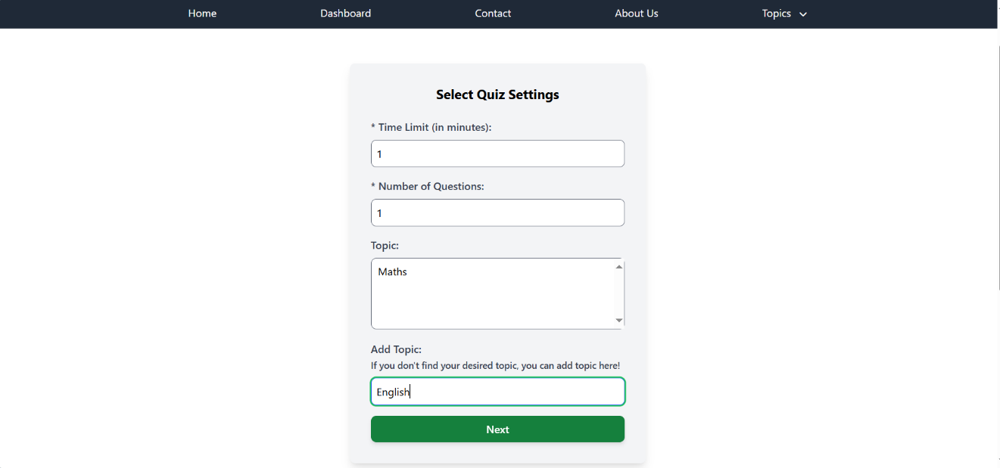 Home Dashboard Contact About Us Topics
Select Quiz Settings
* Time Limit (in minutes):
1
* Number of Questions:
1
Topic:
Maths
Add Topic:
If you don't find your desired topic, you can add topic here!
English
Next